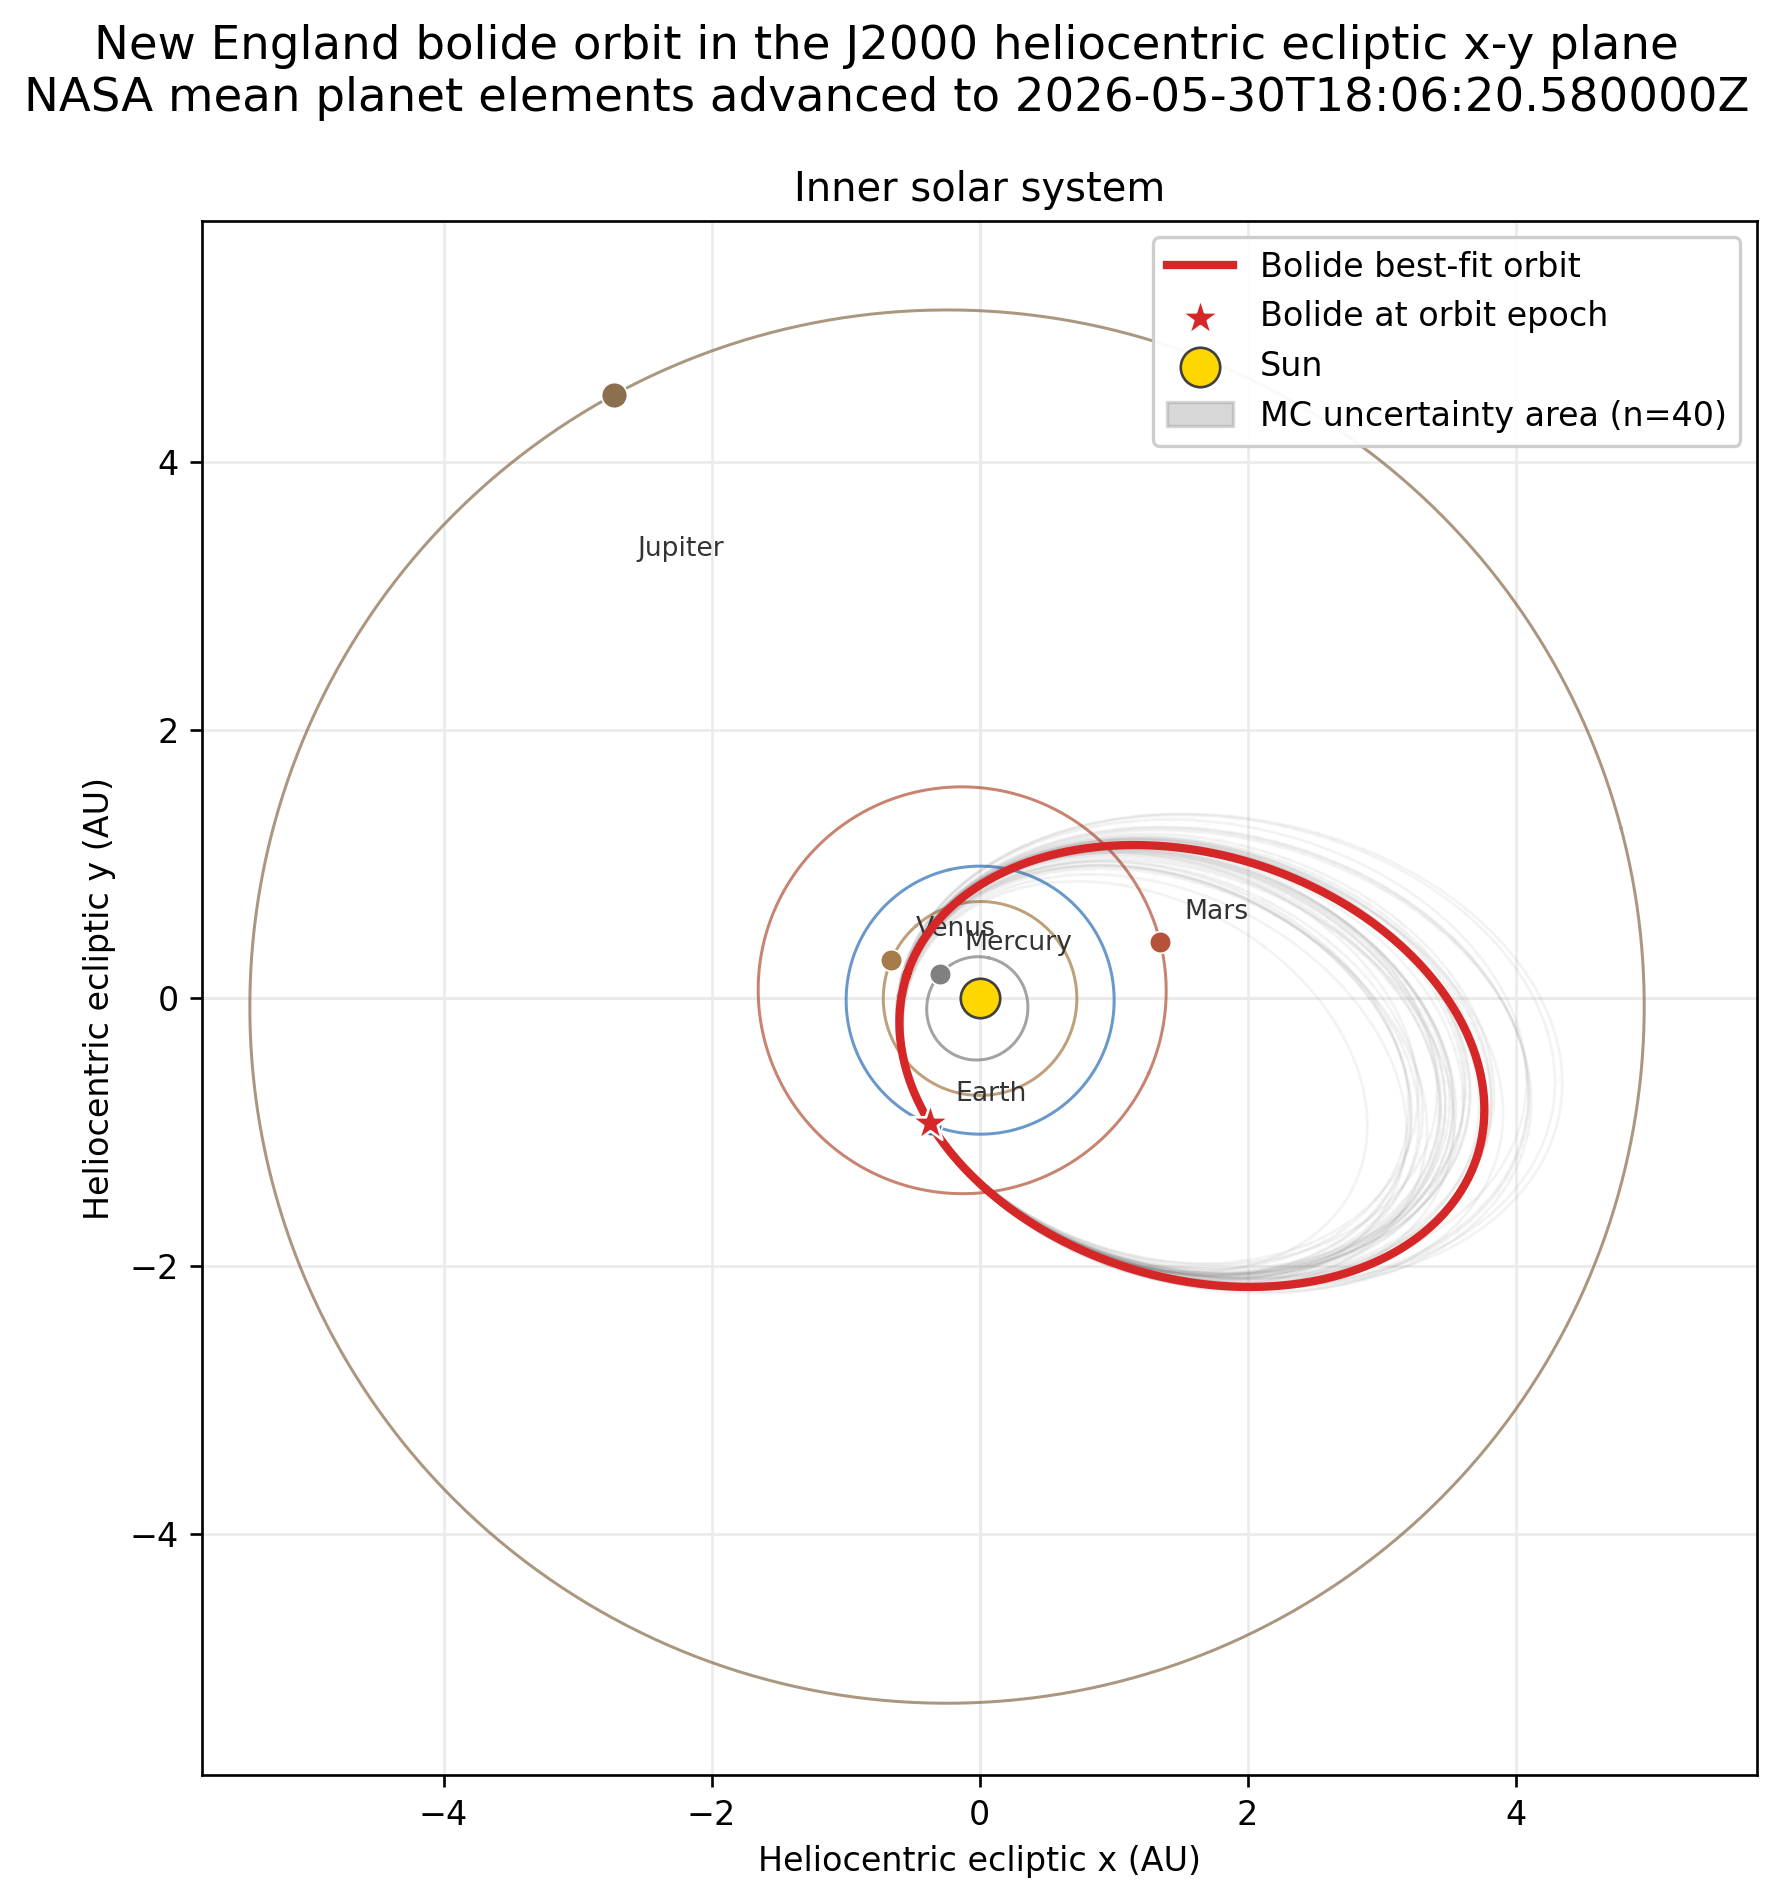 New England bolide orbit in the J2000 heliocentric ecliptic x-y plane
NASA mean planet elements advanced to 2026-05-30T18:06:20.580000Z
Inner solar system
Bolide best-fit orbit
Bolide at orbit epoch
Sun
MC uncertainty area (n=40)
Jupiter
Mars
Venus
Mercury
Earth
4
2
0
−2
−4
Heliocentric ecliptic y (AU)
−4
−2
0
2
4
Heliocentric ecliptic x (AU)